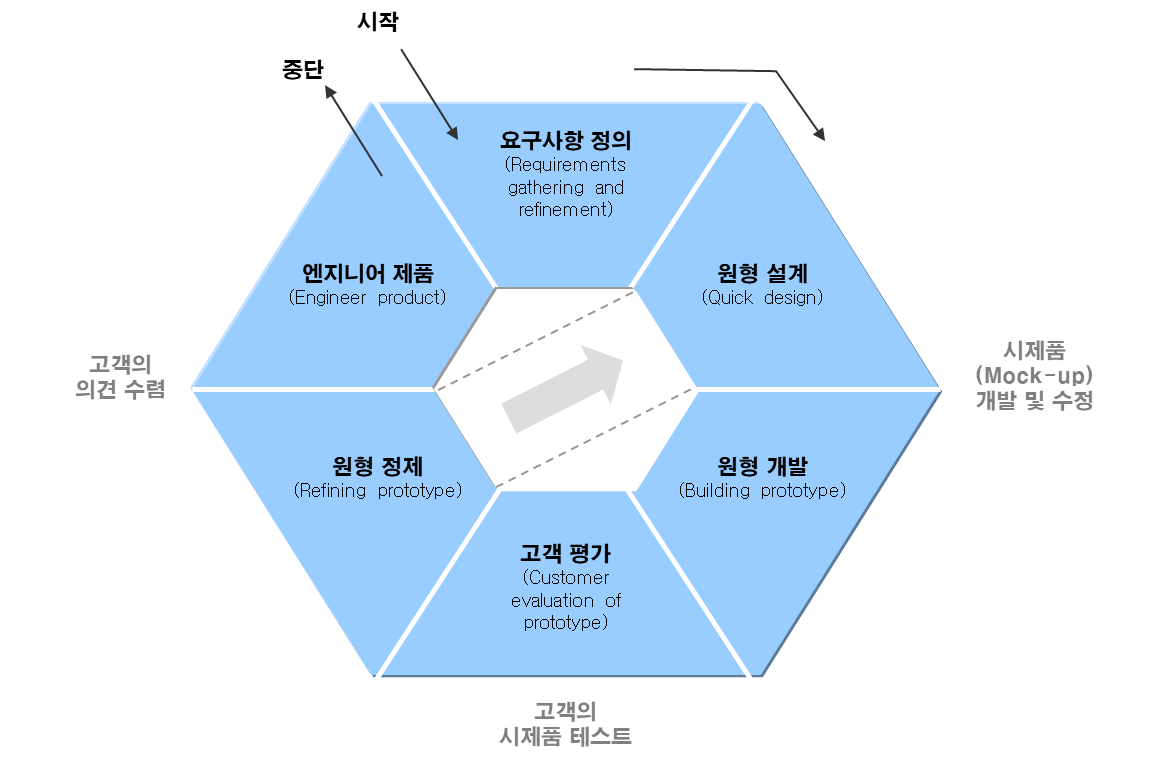 시작
중단
요구사항 정의
(Requirements
gathering and
refinement)
엔지니어 제품
(Engineer product)
원형 설계
(Quick design)
고객의
의견 수렴
시제품
(Mock-up)
개발 및 수정
원형 정제
(Refining prototype)
원형 개발
(Building prototype)
고객 평가
(Customer
evaluation of
prototype)
고객의
시제품 테스트